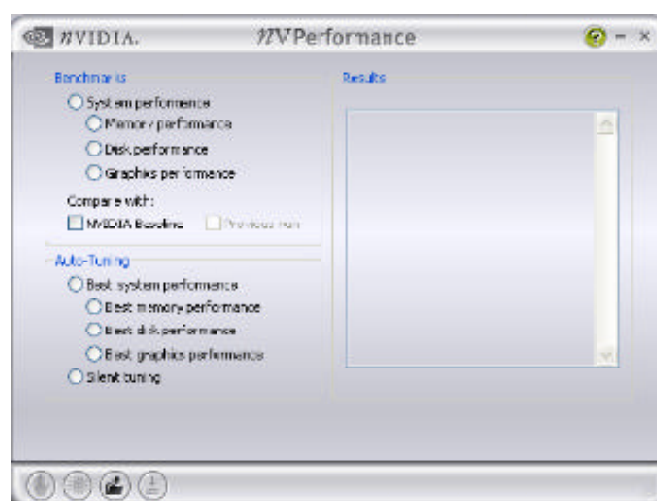 nVIDIA.
nVPerformance
? – ×
Benchmarks
System performance
Memory performance
Disk performance
Graphics performance
Compare with:
NVIDIA Baseline Previous run
Auto-Tuning
Best system performance
Best memory performance
Best disk performance
Best graphics performance
Silent tuning
Results